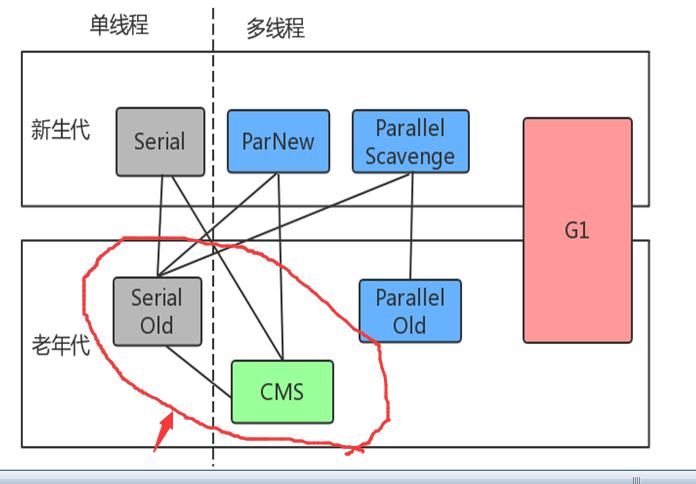 单线程
多线程
新生代
Serial
ParNew
Parallel
Scavenge
G1
老年代
Serial
Old
Parallel
Old
CMS